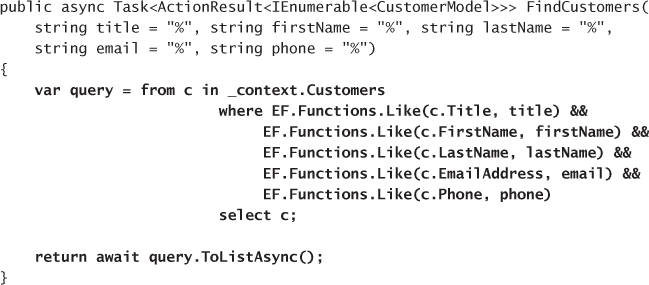 public async Task<ActionResult<IEnumerable<CustomerModel>>> FindCustomers(
string title = "%", string firstName = "%", string lastName = "%",
string email = "%", string phone = "%")
{
var query = from c in _context.Customers
where EF.Functions.Like(c.Title, title) &&
EF.Functions.Like(c.FirstName, firstName) &&
EF.Functions.Like(c.LastName, lastName) &&
EF.Functions.Like(c.EmailAddress, email) &&
EF.Functions.Like(c.Phone, phone)
select c;
return await query.ToListAsync();
}